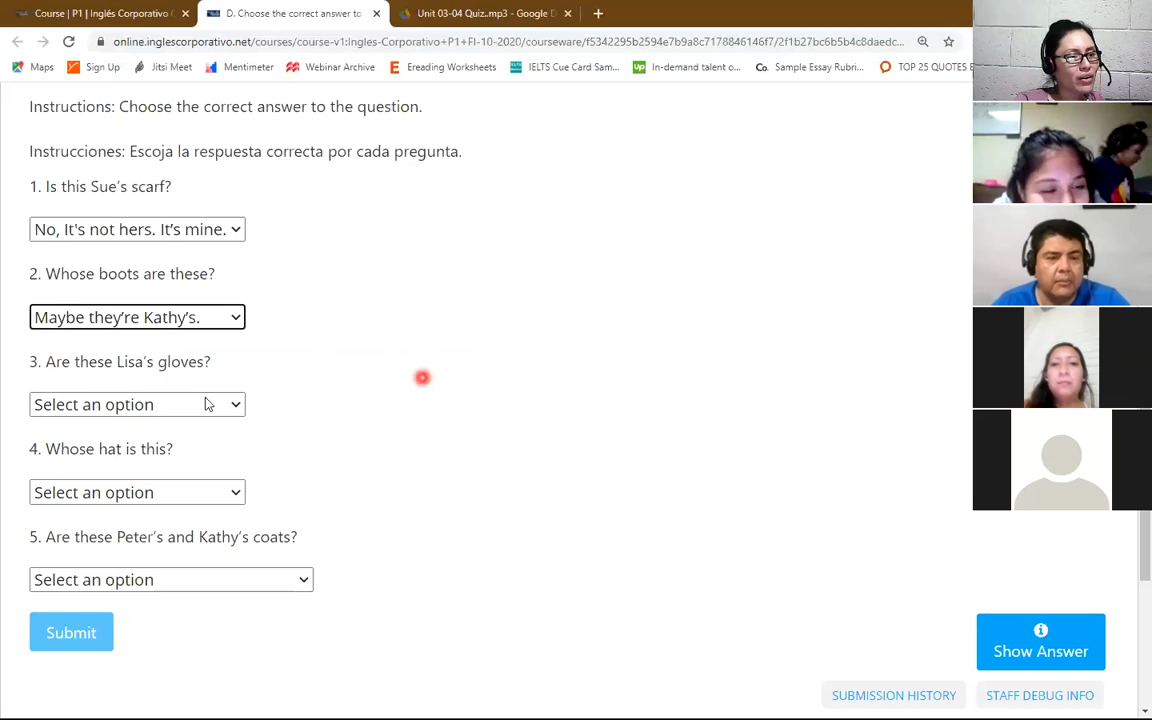 Course | P1 | Inglés Corporativo
D. Choose the correct answer to
Unit 03-04 Quiz..mp3 - Google D
online.inglescorporativo.net/courses/course-v1:Ingles-Corporativo+P1+FI-10-2020/courseware/f5342295b2594e7b9a8c7178846146f7/2f1b27bc6b5b4c8daedc...
Maps
Sign Up
Jitsi Meet
Mentimeter
Webinar Archive
Ereading Worksheets
IELTS Cue Card Sam...
In-demand talent o...
Sample Essay Rubri...
TOP 25 QUOTES
Instructions: Choose the correct answer to the question.
Instrucciones: Escoja la respuesta correcta por cada pregunta.
1. Is this Sue's scarf?
No, It's not hers. It's mine.
2. Whose boots are these?
Maybe they're Kathy's.
3. Are these Lisa's gloves?
Select an option
4. Whose hat is this?
Select an option
5. Are these Peter's and Kathy's coats?
Select an option
Submit
Show Answer
SUBMISSION HISTORY
STAFF DEBUG INFO